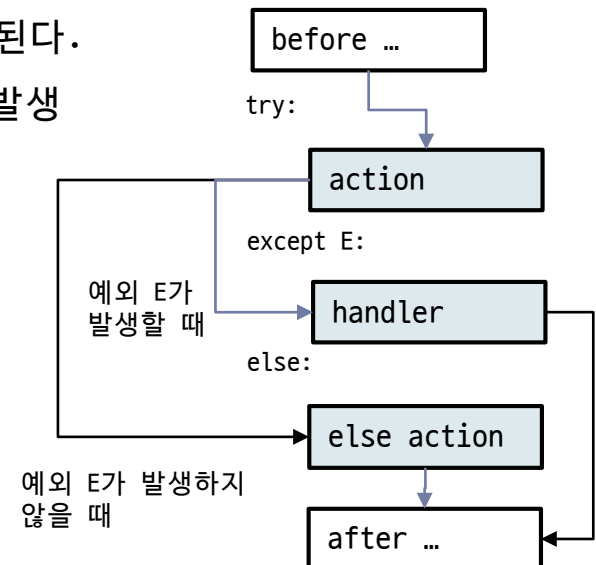 된다.
발생
before …
try:
action
except E:
예외 E가
발생할 때
handler
else:
else action
예외 E가 발생하지
않을 때
after …